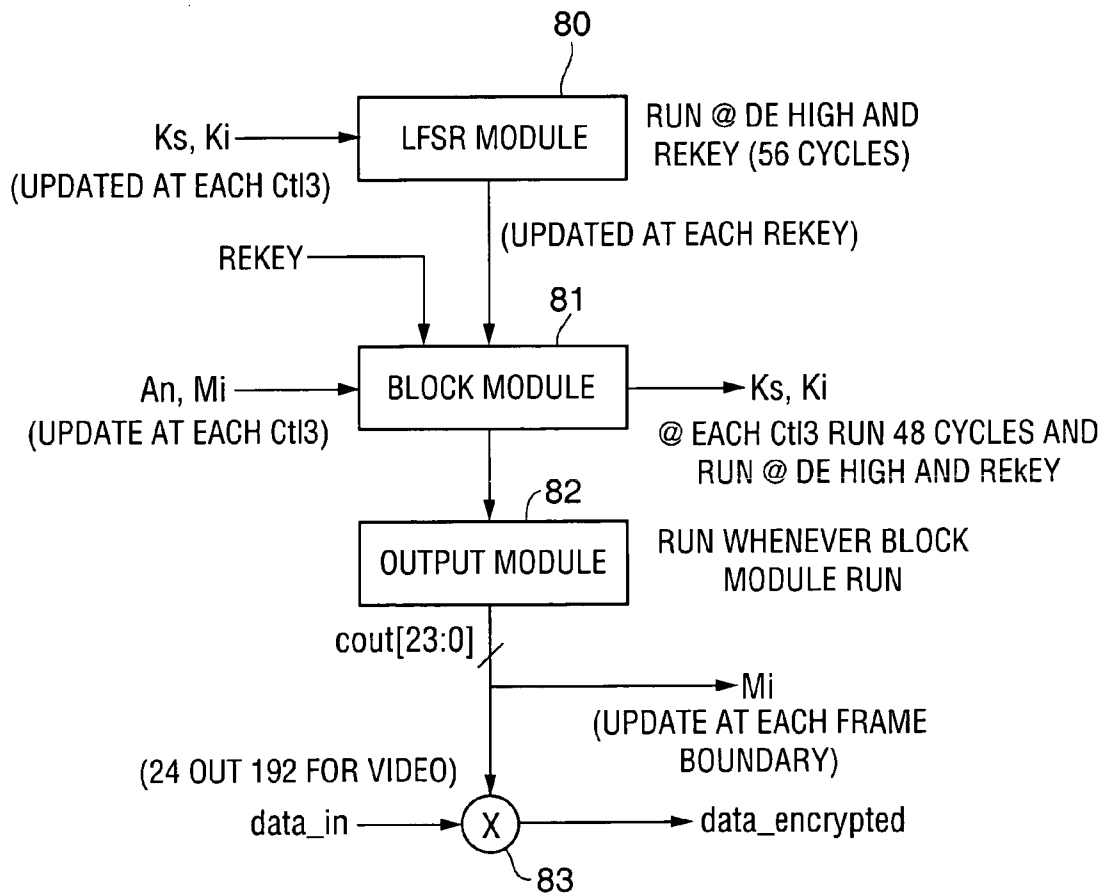 80
Ks, Ki
(UPDATED AT EACH Ctl3)
LFSR MODULE
RUN @ DE HIGH AND
REKEY (56 CYCLES)
(UPDATED AT EACH REKEY)
REKEY
81
An, Mi
(UPDATE AT EACH Ctl3)
BLOCK MODULE
Ks, Ki
@ EACH Ctl3 RUN 48 CYCLES AND
RUN @ DE HIGH AND REkEY
82
OUTPUT MODULE
RUN WHENEVER BLOCK
MODULE RUN
cout[23:0]
Mi
(UPDATE AT EACH FRAME
BOUNDARY)
(24 OUT 192 FOR VIDEO)
data_in
X
data_encrypted
83